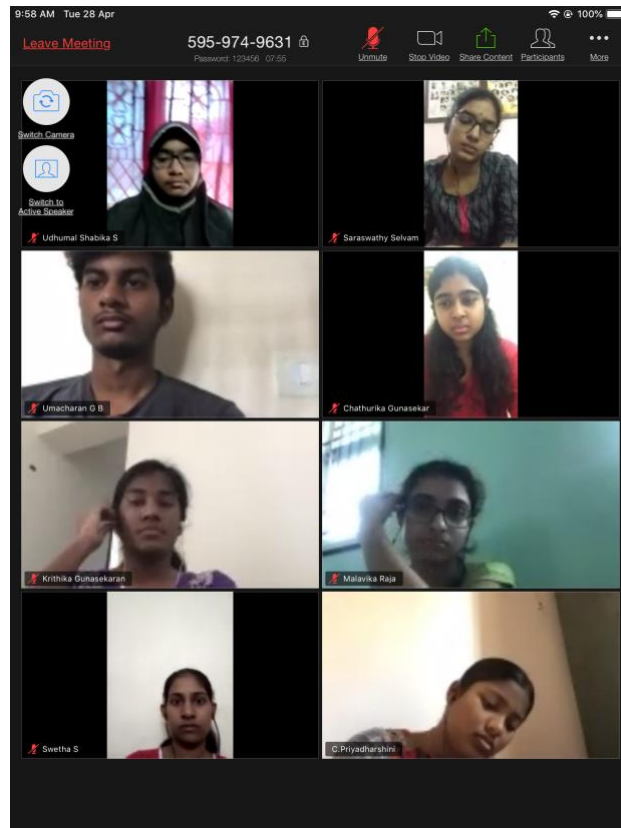 9:58 AM Tue 28 Apr 100%
Leave Meeting
595-974-9631
Password: 123456 07:55
Unmute
Stop Video
Share Content
Participants
More
Switch Camera
Switch to
Active Speaker
Udhumal Shabika S
Saraswathy Selvam
Umacharan G B
Chathurika Gunasekar
Krithika Gunasekaran
Malavika Raja
Swetha S
C.Priyadharshini